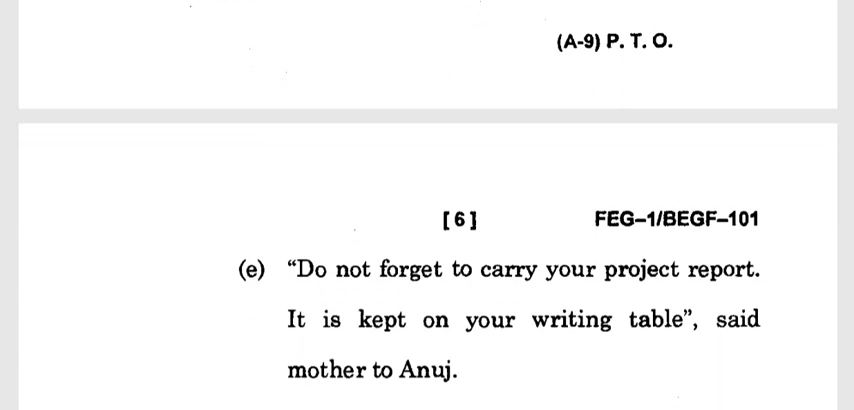 (A-9) P. T. O.
[ 6 ] FEG–1/BEGF–101
(e) “Do not forget to carry your project report.
It is kept on your writing table”, said
mother to Anuj.